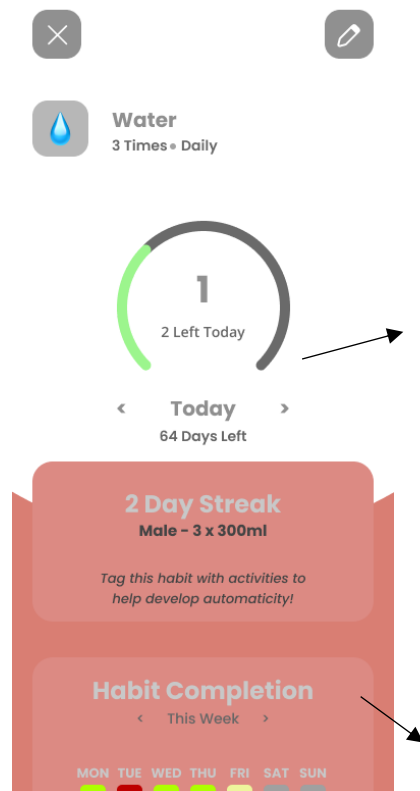 Water
3 Times • Daily
1
2 Left Today
< Today >
64 Days Left
2 Day Streak
Male - 3 x 300ml
Tag this habit with activities to
help develop automaticity!
Habit Completion
< This Week >
MON TUE WED THU FRI SAT SUN